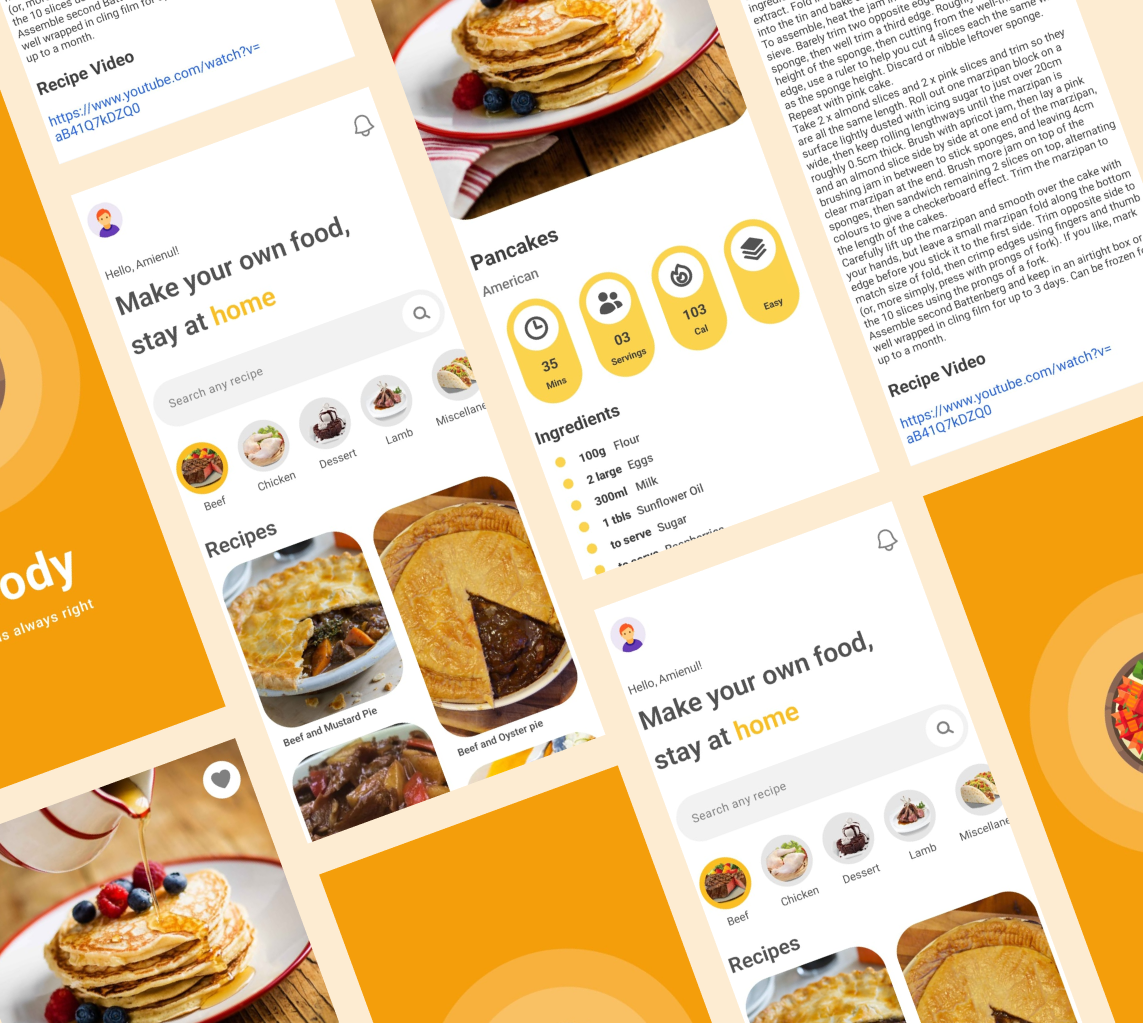 (or, more simply, press with prongs of fork). If you like, mark
the 10 slices using the prongs of a fork.
Assemble second Battenberg and keep in an airtight box or
well wrapped in cling film for up to 3 days. Can be frozen for
up to a month.
Recipe Video
https://www.youtube.com/watch?v=
aB41Q7kDZQ0
Hello, Amienul!
Make your own food,
stay at home
Search any recipe
Beef
Chicken
Dessert
Lamb
Miscellane
Recipes
Beef and Mustard Pie
Beef and Oyster pie
ody
is always right
Pancakes
American
35
Mins
03
Servings
103
Cal
Easy
Ingredients
100g Flour
2 large Eggs
300ml Milk
1 tbls Sunflower Oil
to serve Sugar
to serve Raspberries
extract. Fold
into the tin and bake
To assemble, heat the jam in
sieve. Barely trim two opposite edge
sponge, then well trim a third edge. Roughly
height of the sponge, then cutting from the well-tri
edge, use a ruler to help you cut 4 slices each the same w
as the sponge height. Discard or nibble leftover sponge.
Repeat with pink cake.
Take 2 x almond slices and 2 x pink slices and trim so they
are all the same length. Roll out one marzipan block on a
surface lightly dusted with icing sugar to just over 20cm
wide, then keep rolling lengthways until the marzipan is
roughly 0.5cm thick. Brush with apricot jam, then lay a pink
and an almond slice side by side at one end of the marzipan,
brushing jam in between to stick sponges, and leaving 4cm
clear marzipan at the end. Brush more jam on top of the
sponges, then sandwich remaining 2 slices on top, alternating
colours to give a checkerboard effect. Trim the marzipan to
the length of the cakes.
Carefully lift up the marzipan and smooth over the cake with
your hands, but leave a small marzipan fold along the bottom
edge before you stick it to the first side. Trim opposite side to
match size of fold, then crimp edges using fingers and thumb
(or, more simply, press with prongs of fork). If you like, mark
the 10 slices using the prongs of a fork.
Assemble second Battenberg and keep in an airtight box or
well wrapped in cling film for up to 3 days. Can be frozen fo
up to a month.
Recipe Video
https://www.youtube.com/watch?v=
aB41Q7kDZQ0
Hello, Amienul!
Make your own food,
stay at home
Search any recipe
Beef
Chicken
Dessert
Lamb
Miscellane
Recipes